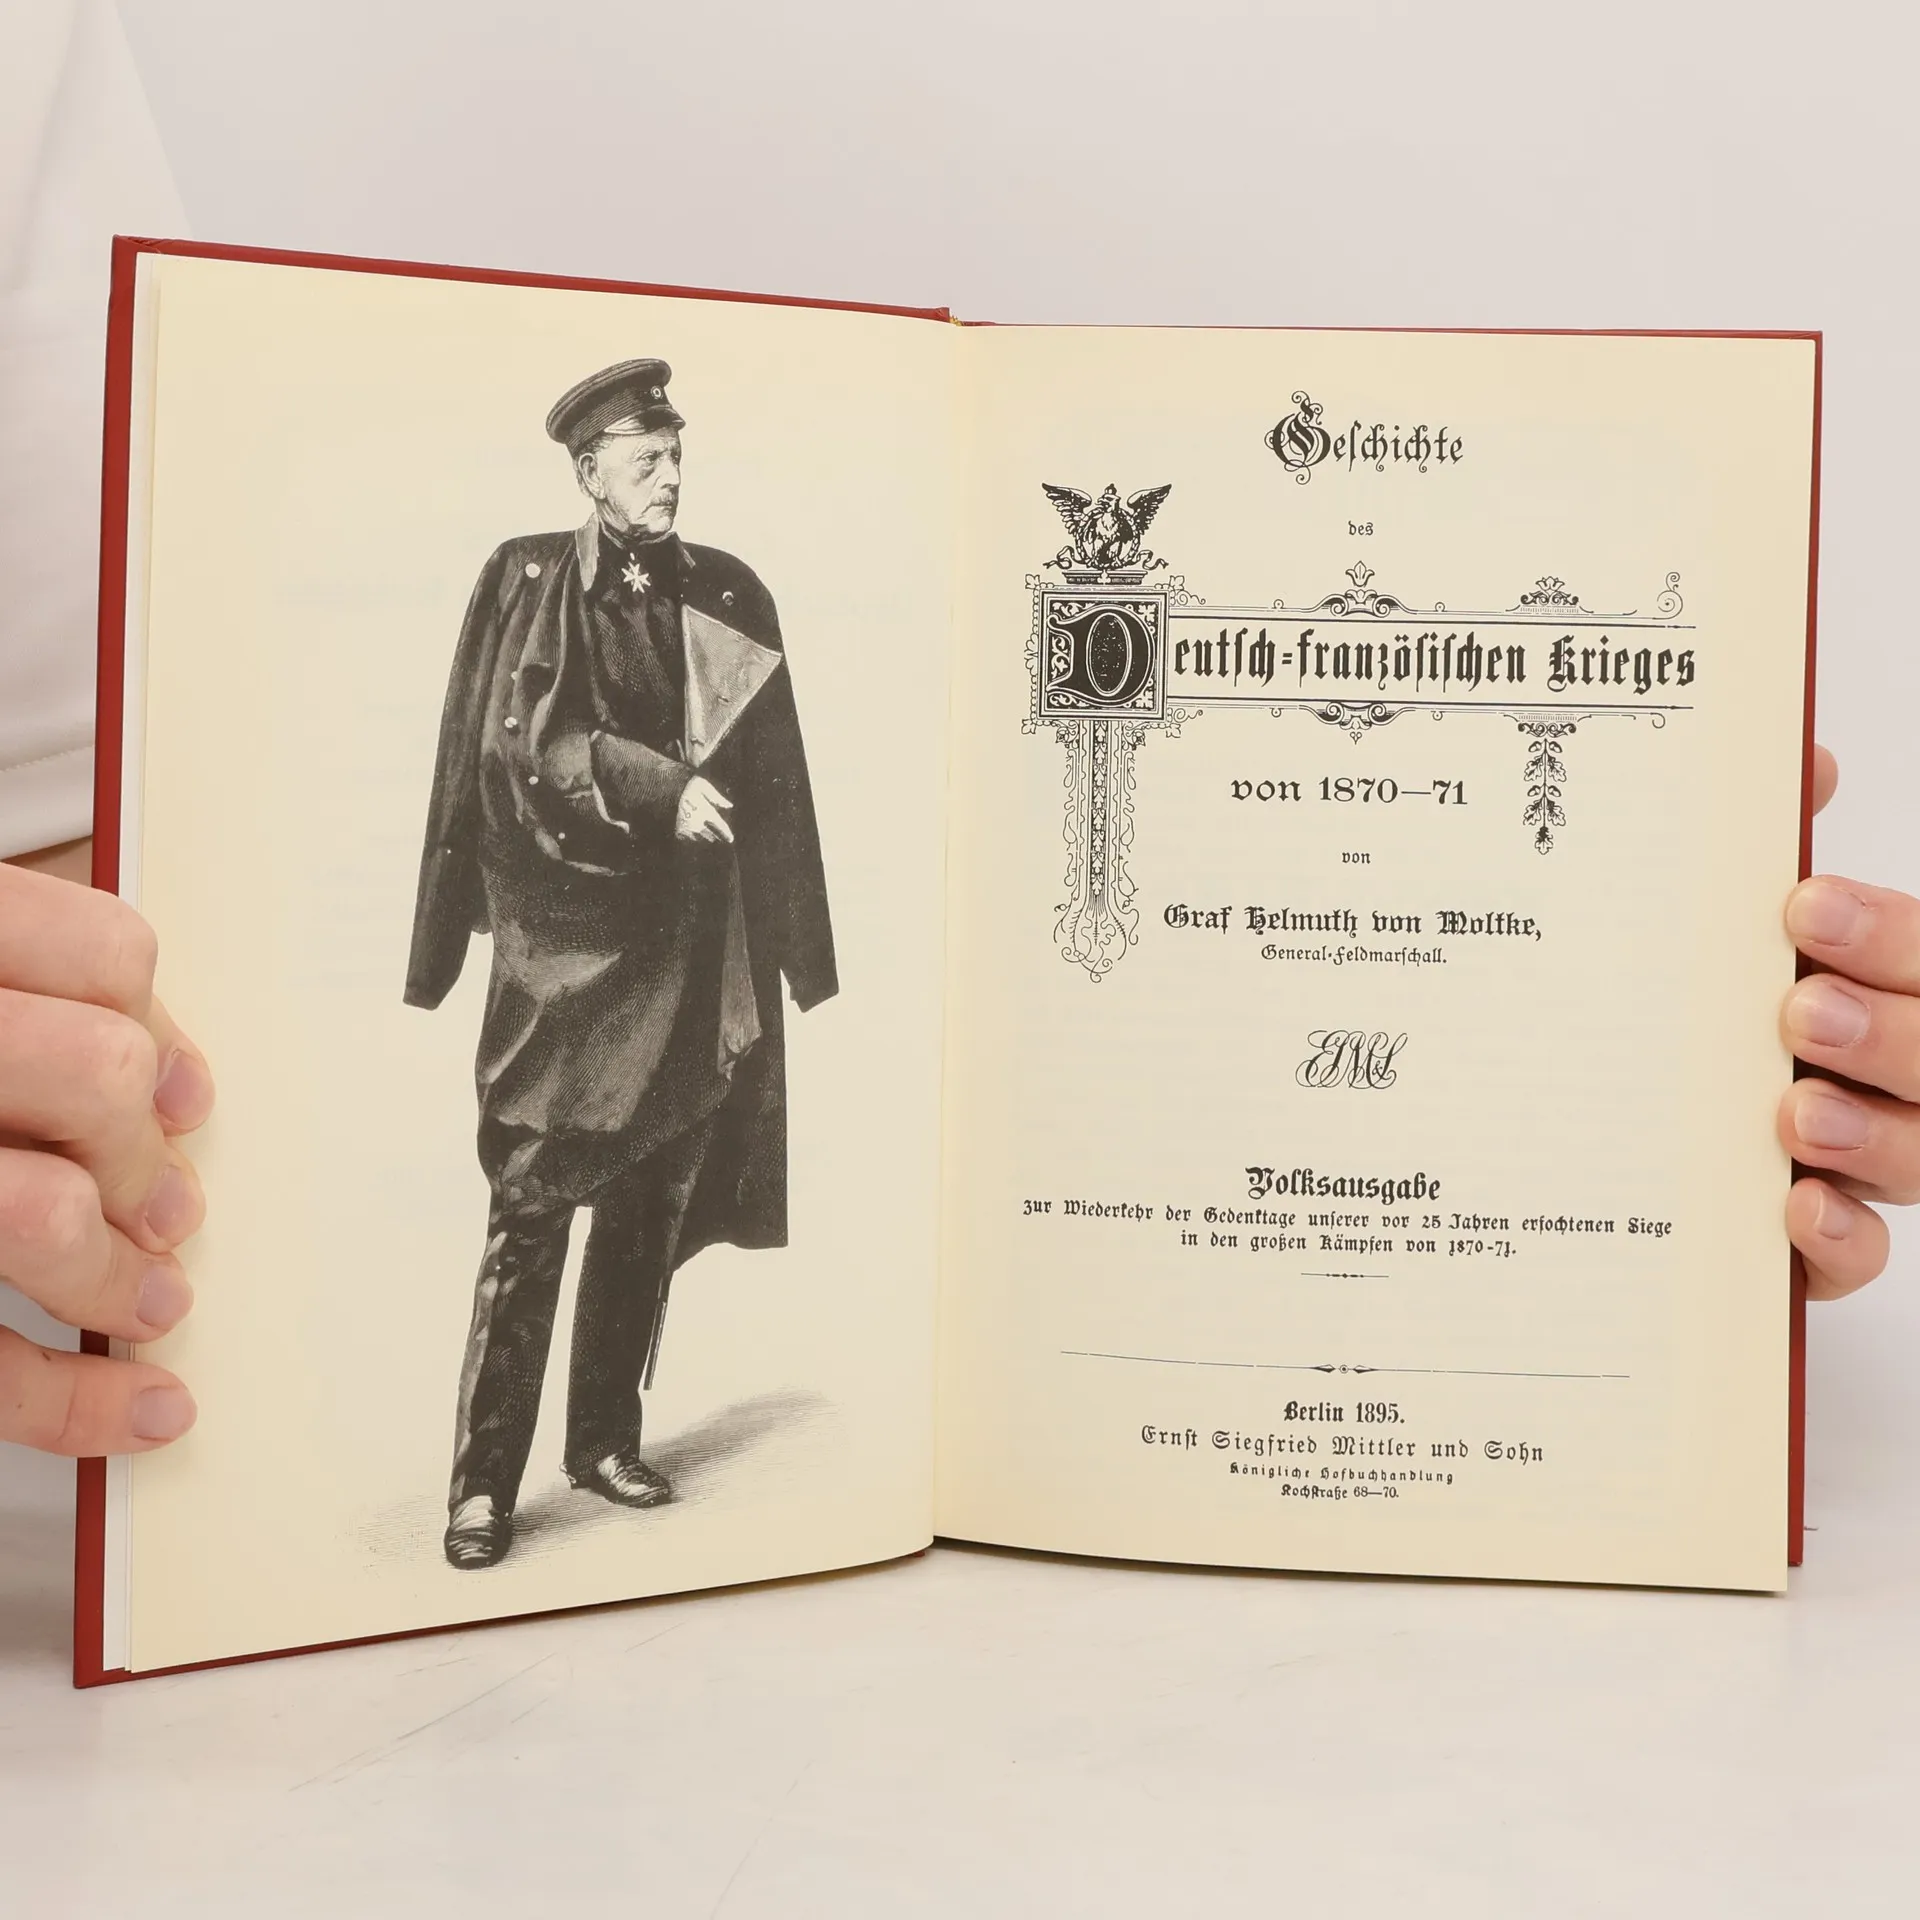 Geſchichte
des
Deutſch-franzöſiſchen Krieges
von 1870—71
von
Graf Helmuth von Moltke,
General-Feldmarſchall.
ESM&S
Volksausgabe
zur Wiederkehr der Gedenktage unſerer vor 25 Jahren erfochtenen Siege
in den großen Kämpfen von 1870-71.
Berlin 1895.
Ernſt Siegfried Mittler und Sohn
Königliche Hofbuchhandlung
Kochſtraße 68—70.